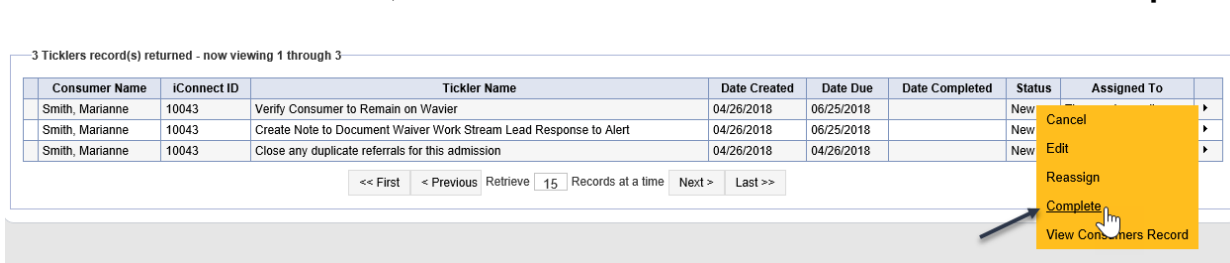 3 Ticklers record(s) returned - now viewing 1 through 3
Consumer Name iConnect ID Tickler Name Date Created Date Due Date Completed Status Assigned To
Smith, Marianne 10043 Verify Consumer to Remain on Wavier 04/26/2018 06/25/2018 New
Smith, Marianne 10043 Create Note to Document Waiver Work Stream Lead Response to Alert 04/26/2018 06/25/2018 New
Smith, Marianne 10043 Close any duplicate referrals for this admission 04/26/2018 04/26/2018 New
Cancel
Edit
Reassign
Complete
View Consumers Record
<< First < Previous Retrieve 15 Records at a time Next > Last >>